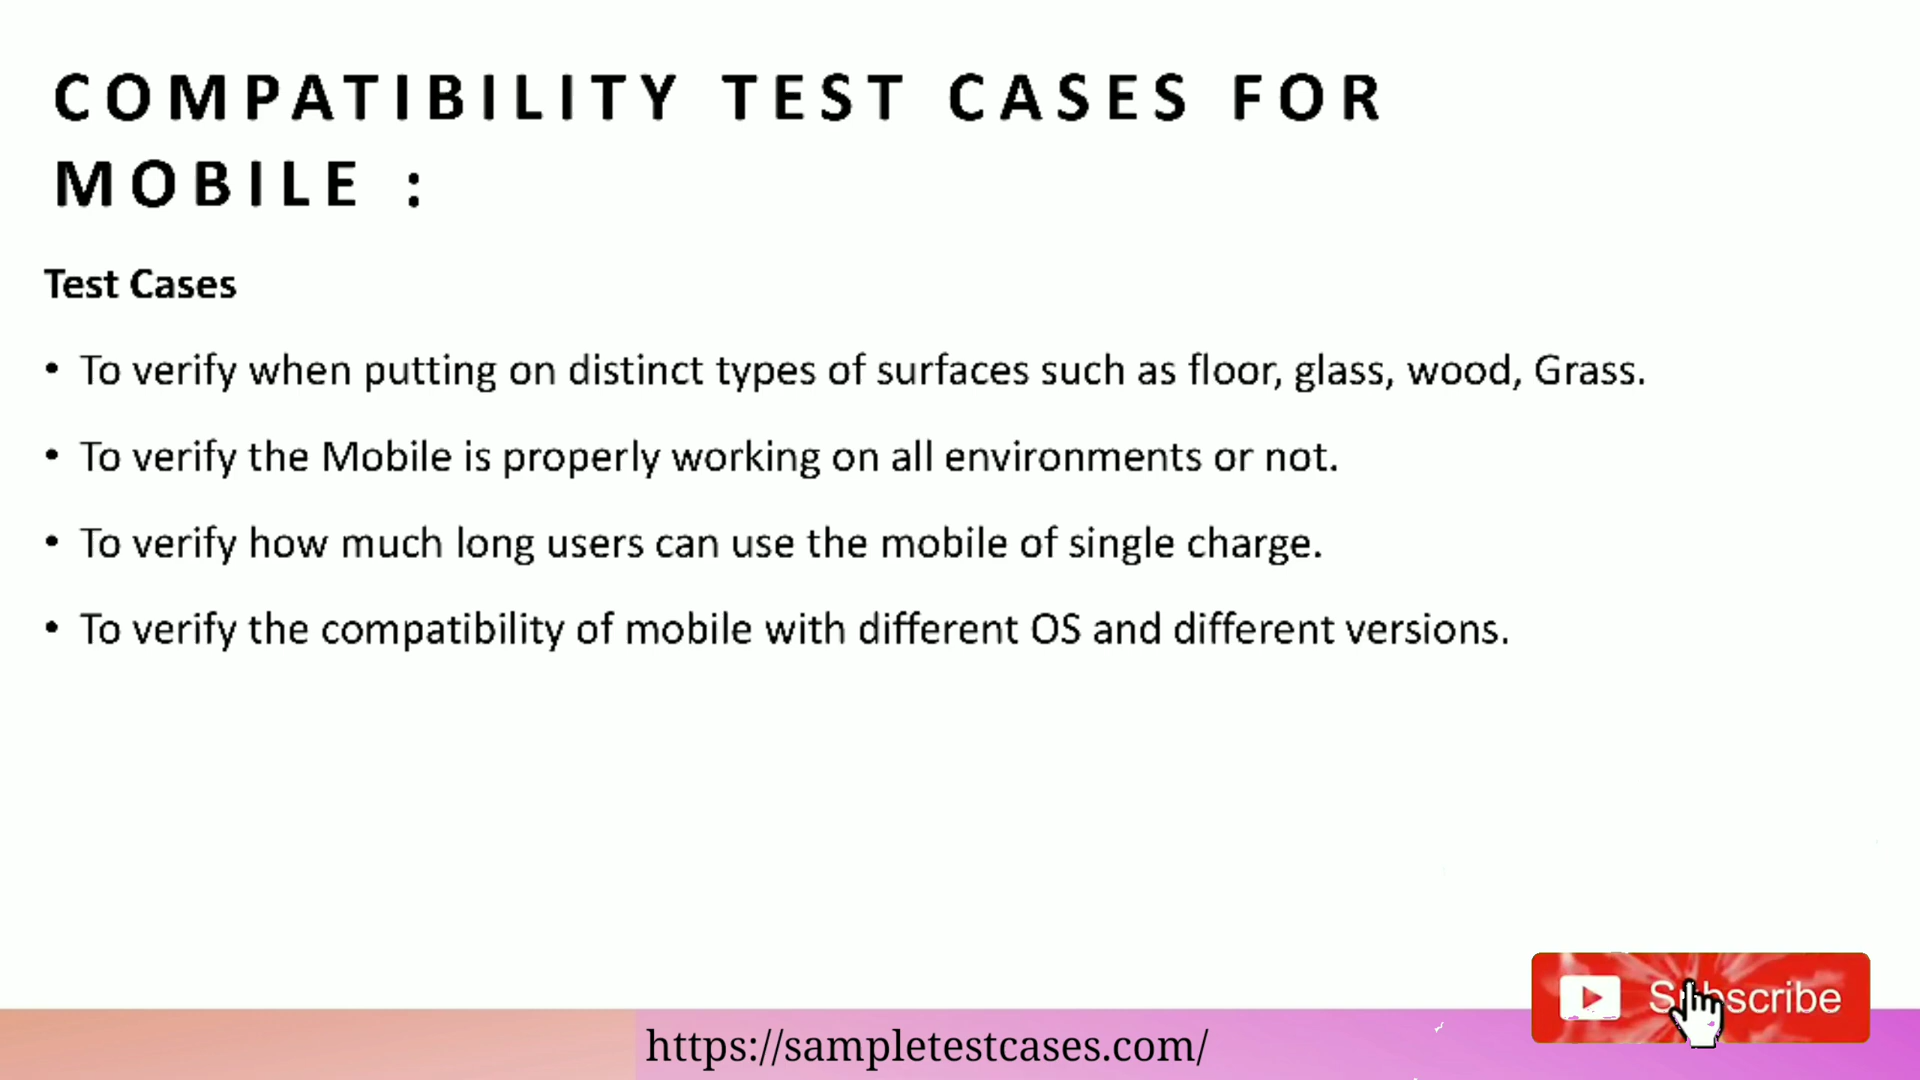 COMPATIBILITY TEST CASES FOR
MOBILE :
Test Cases
• To verify when putting on distinct types of surfaces such as floor, glass, wood, Grass.
• To verify the Mobile is properly working on all environments or not.
• To verify how much long users can use the mobile of single charge.
• To verify the compatibility of mobile with different OS and different versions.
Subscribe
https://sampletestcases.com/